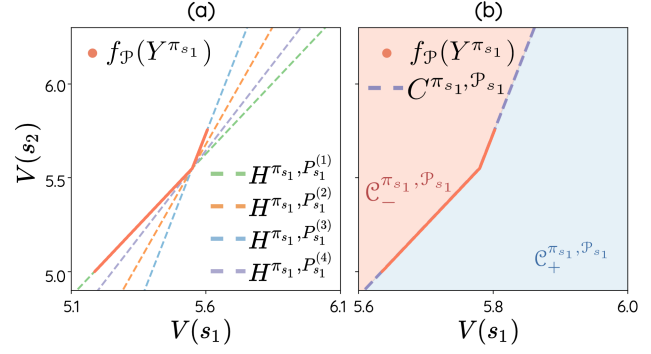 (a)
f_𝒫(Y^{π_{s_1}})
H^{π_{s_1}, P_{s_1}^{(1)}}
H^{π_{s_1}, P_{s_1}^{(2)}}
H^{π_{s_1}, P_{s_1}^{(3)}}
H^{π_{s_1}, P_{s_1}^{(4)}}
V(s_2)
6.0
5.5
5.0
5.1 5.6 6.1
V(s_1)
(b)
f_𝒫(Y^{π_{s_1}})
C^{π_{s_1}, 𝒫_{s_1}}
𝒞_-^{π_{s_1}, 𝒫_{s_1}}
𝒞_+^{π_{s_1}, 𝒫_{s_1}}
5.6 5.8 6.0
V(s_1)